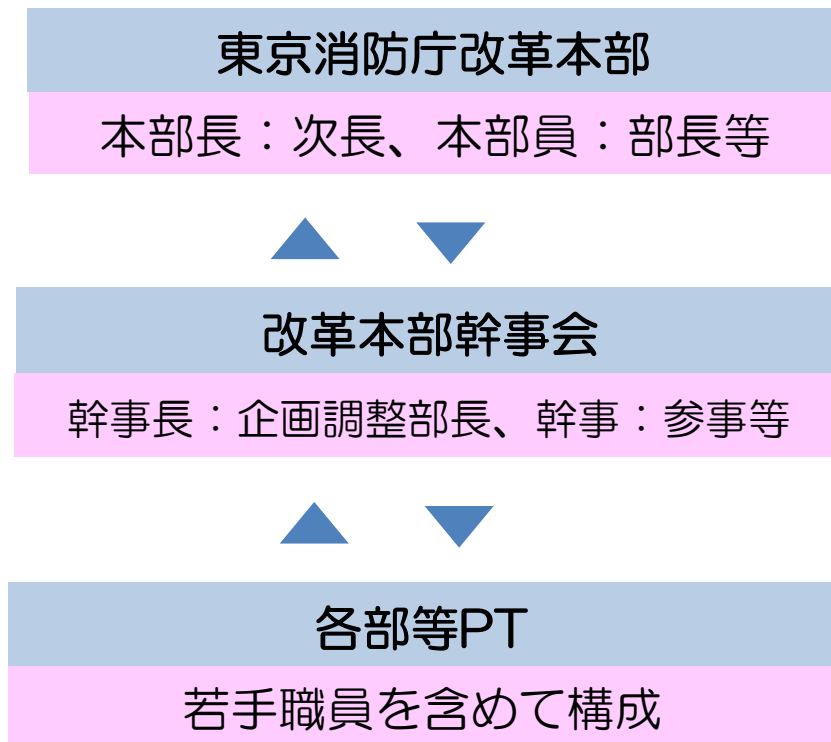 東京消防庁改革本部
本部長：次長、本部員：部長等
改革本部幹事会
幹事長：企画調整部長、幹事：参事等
各部等PT
若手職員を含めて構成